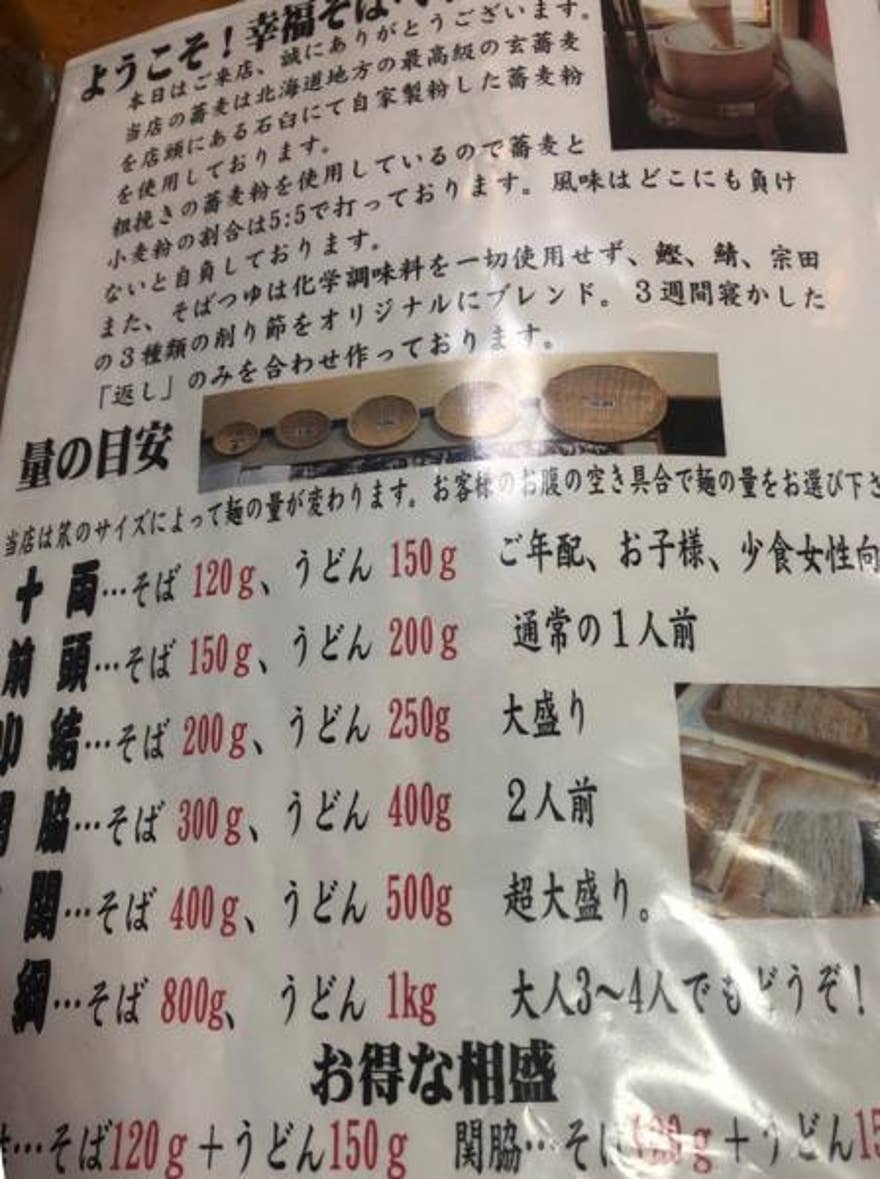 ようこそ！幸福そば
本日はご来店、誠にありがとうございます。
当店の蕎麦は北海道地方の最高級の玄蕎麦
を店頭にある石臼にて自家製粉した蕎麦粉
を使用しております。
粗挽きの蕎麦粉を使用しているので蕎麦と
小麦粉の割合は5:5で打っております。風味はどこにも負け
ないと自負しております。
また、そばつゆは化学調味料を一切使用せず、鰹、鯖、宗田
の3種類の削り節をオリジナルにブレンド。3週間寝かした
「返し」のみを合わせ作っております。
量の目安
当店は笊のサイズによって麺の量が変わります。お客様のお腹の空き具合で麺の量をお選び下さ
十両…そば 120g、うどん 150g ご年配、お子様、少食女性向
前頭…そば 150g、うどん 200g 通常の1人前
結…そば 200g、うどん 250g 大盛り
脇…そば 300g、うどん 400g 2人前
関…そば 400g、うどん 500g 超大盛り。
綱…そば 800g、うどん 1kg 大人3～4人でもどうぞ！
お得な相盛
…そば120g＋うどん150g 関脇…そば 120g＋うどん15